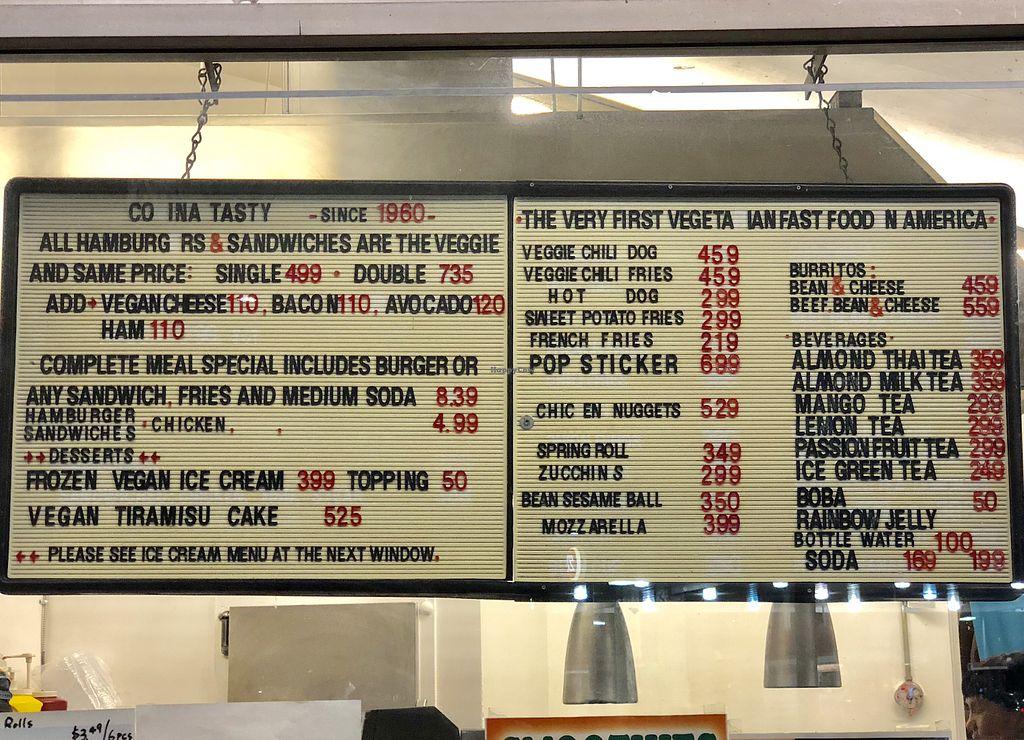 CO INA TASTY -SINCE 1960-
ALL HAMBURG RS & SANDWICHES ARE THE VEGGIE
AND SAME PRICE: SINGLE 499 · DOUBLE 735
ADD→ VEGAN CHEESE 110, BACON 110, AVOCADO 120
HAM 110
COMPLETE MEAL SPECIAL INCLUDES BURGER OR
ANY SANDWICH, FRIES AND MEDIUM SODA 8,39
HAMBURGER
SANDWICHES · CHICKEN, , 4.99
→→ DESSERTS ←←
FROZEN VEGAN ICE CREAM 399 TOPPING 50
VEGAN TIRAMISU CAKE 525
←← PLEASE SEE ICE CREAM MENU AT THE NEXT WINDOW.
·THE VERY FIRST VEGETA IAN FAST FOOD N AMERICA·
VEGGIE CHILI DOG 459
VEGGIE CHILI FRIES 459
HOT DOG 299
SWEET POTATO FRIES 299
FRENCH FRIES 219
POP STICKER 699
CHIC EN NUGGETS 529
SPRING ROLL 349
ZUCCHINS 299
BEAN SESAME BALL 350
MOZZARELLA 399
BURRITOS:
BEAN & CHEESE 459
BEEF. BEAN & CHEESE 559
·BEVERAGES·
ALMOND THAI TEA 359
ALMOND MILK TEA 359
MANGO TEA 299
LEMON TEA 299
PASSION FRUIT TEA 299
ICE GREEN TEA 249
BOBA 50
RAINBOW JELLY
BOTTLE WATER 100
SODA 169 199
HappyCow
Rolls $3.49/6pcs